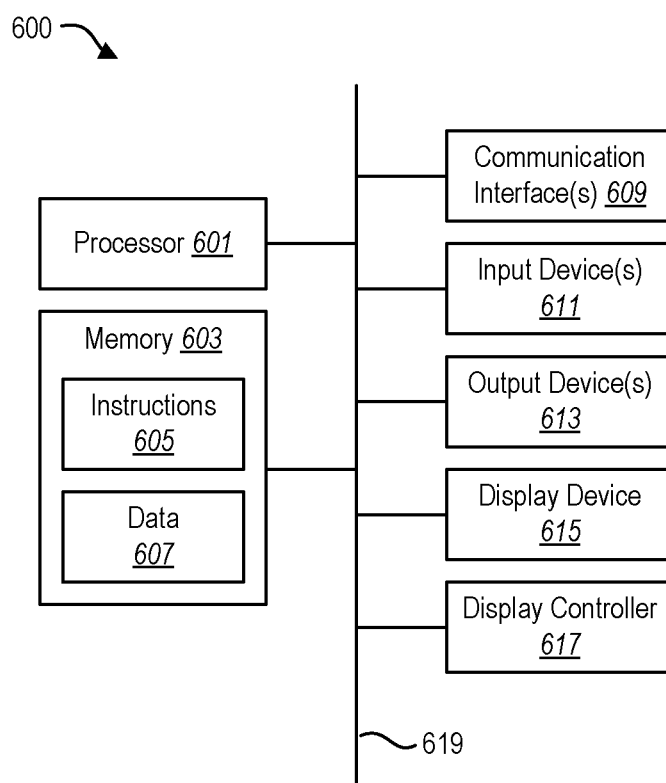 600
Processor 601
Memory 603
Instructions
605
Data
607
Communication
Interface(s) 609
Input Device(s)
611
Output Device(s)
613
Display Device
615
Display Controller
617
619